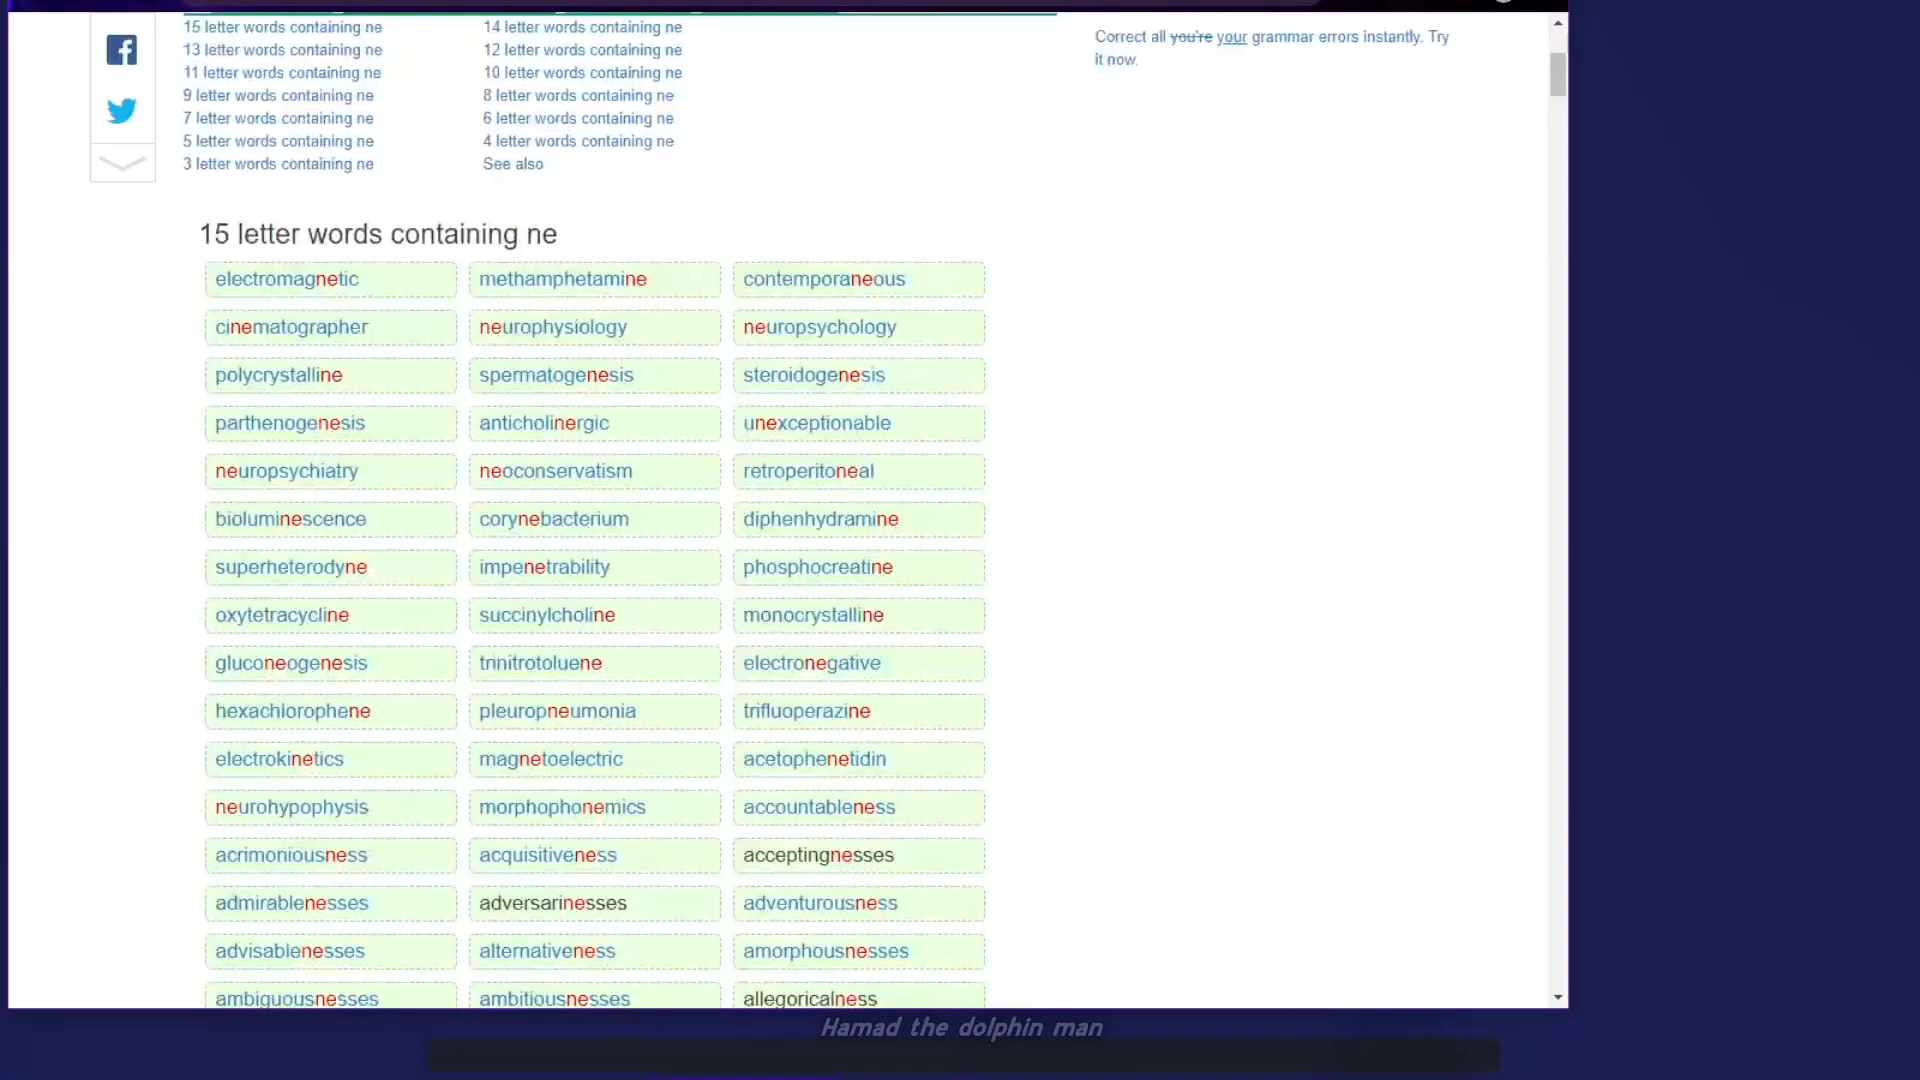 15 letter words containing ne
14 letter words containing ne
13 letter words containing ne
12 letter words containing ne
11 letter words containing ne
10 letter words containing ne
9 letter words containing ne
8 letter words containing ne
7 letter words containing ne
6 letter words containing ne
5 letter words containing ne
4 letter words containing ne
3 letter words containing ne
See also
Correct all you're your grammar errors instantly. Try
it now.
15 letter words containing ne
electromagnetic
methamphetamine
contemporaneous
cinematographer
neurophysiology
neuropsychology
polycrystalline
spermatogenesis
steroidogenesis
parthenogenesis
anticholinergic
unexceptionable
neuropsychiatry
neoconservatism
retroperitoneal
bioluminescence
corynebacterium
diphenhydramine
superheterodyne
impenetrability
phosphocreatine
oxytetracycline
succinylcholine
monocrystalline
gluconeogenesis
trinitrotoluene
electronegative
hexachlorophene
pleuropneumonia
trifluoperazine
electrokinetics
magnetoelectric
acetophenetidin
neurohypophysis
morphophonemics
accountableness
acrimoniousness
acquisitiveness
acceptingnesses
admirablenesses
adversarinesses
adventurousness
advisablenesses
alternativeness
amorphousnesses
ambiguousnesses
ambitiousnesses
allegoricalness
Hamad the dolphin man